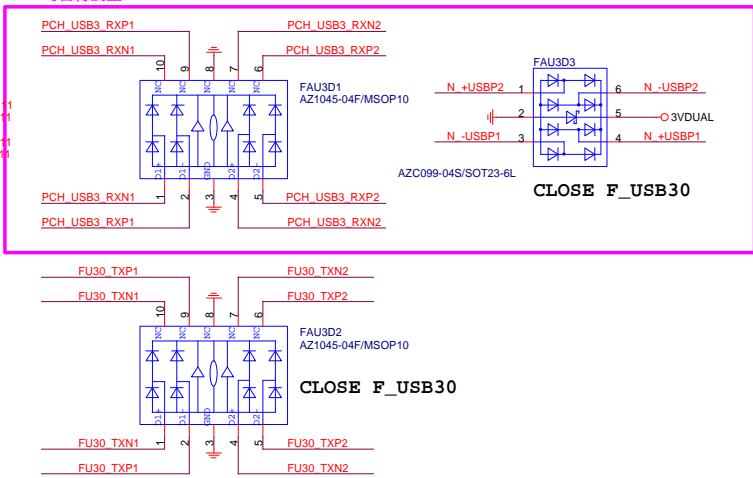 PCH_USB3_RXP1
PCH_USB3_RXN2
PCH_USB3_RXN1
PCH_USB3_RXP2
10 9 8 7 6
NC NC NC NC
FAU3D1
AZ1045-04F/MSOP10
D1+ D1- GND D2+ D2-
1 2 3 4 5
PCH_USB3_RXN1
PCH_USB3_RXP2
PCH_USB3_RXP1
PCH_USB3_RXN2
11
11
11
11
FAU3D3
N_+USBP2 1 6 N_-USBP2
2 5 3VDUAL
N_-USBP1 3 4 N_+USBP1
AZC099-04S/SOT23-6L
CLOSE F_USB30
FU30_TXP1
FU30_TXN2
FU30_TXN1
FU30_TXP2
10 9 8 7 6
NC NC NC NC
FAU3D2
AZ1045-04F/MSOP10
CLOSE F_USB30
D1+ D1- GND D2+ D2-
1 2 3 4 5
FU30_TXN1
FU30_TXP2
FU30_TXP1
FU30_TXN2